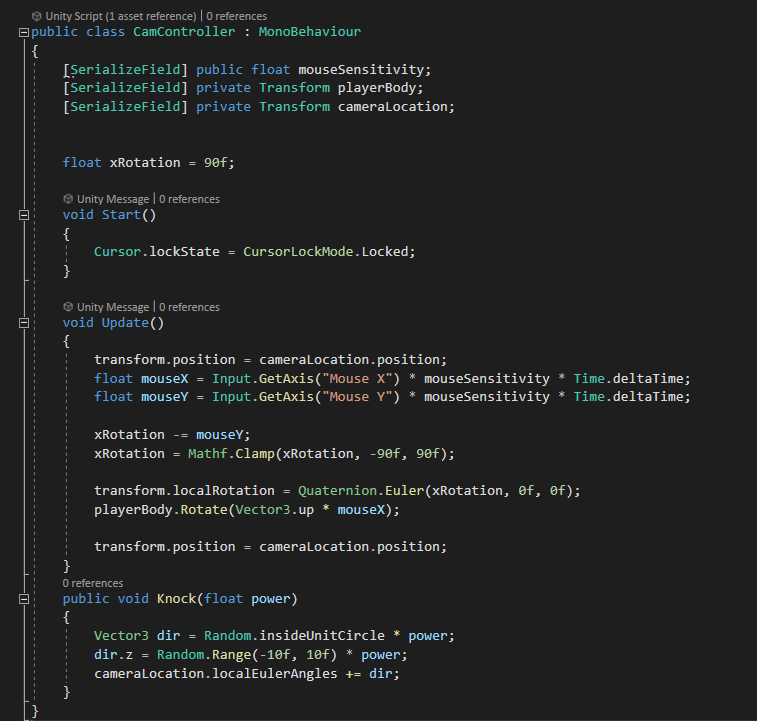 Unity Script (1 asset reference) | 0 references
public class CamController : MonoBehaviour
{
[SerializeField] public float mouseSensitivity;
[SerializeField] private Transform playerBody;
[SerializeField] private Transform cameraLocation;
float xRotation = 90f;
Unity Message | 0 references
void Start()
{
Cursor.lockState = CursorLockMode.Locked;
}
Unity Message | 0 references
void Update()
{
transform.position = cameraLocation.position;
float mouseX = Input.GetAxis("Mouse X") * mouseSensitivity * Time.deltaTime;
float mouseY = Input.GetAxis("Mouse Y") * mouseSensitivity * Time.deltaTime;
xRotation -= mouseY;
xRotation = Mathf.Clamp(xRotation, -90f, 90f);
transform.localRotation = Quaternion.Euler(xRotation, 0f, 0f);
playerBody.Rotate(Vector3.up * mouseX);
transform.position = cameraLocation.position;
}
0 references
public void Knock(float power)
{
Vector3 dir = Random.insideUnitCircle * power;
dir.z = Random.Range(-10f, 10f) * power;
cameraLocation.localEulerAngles += dir;
}
}